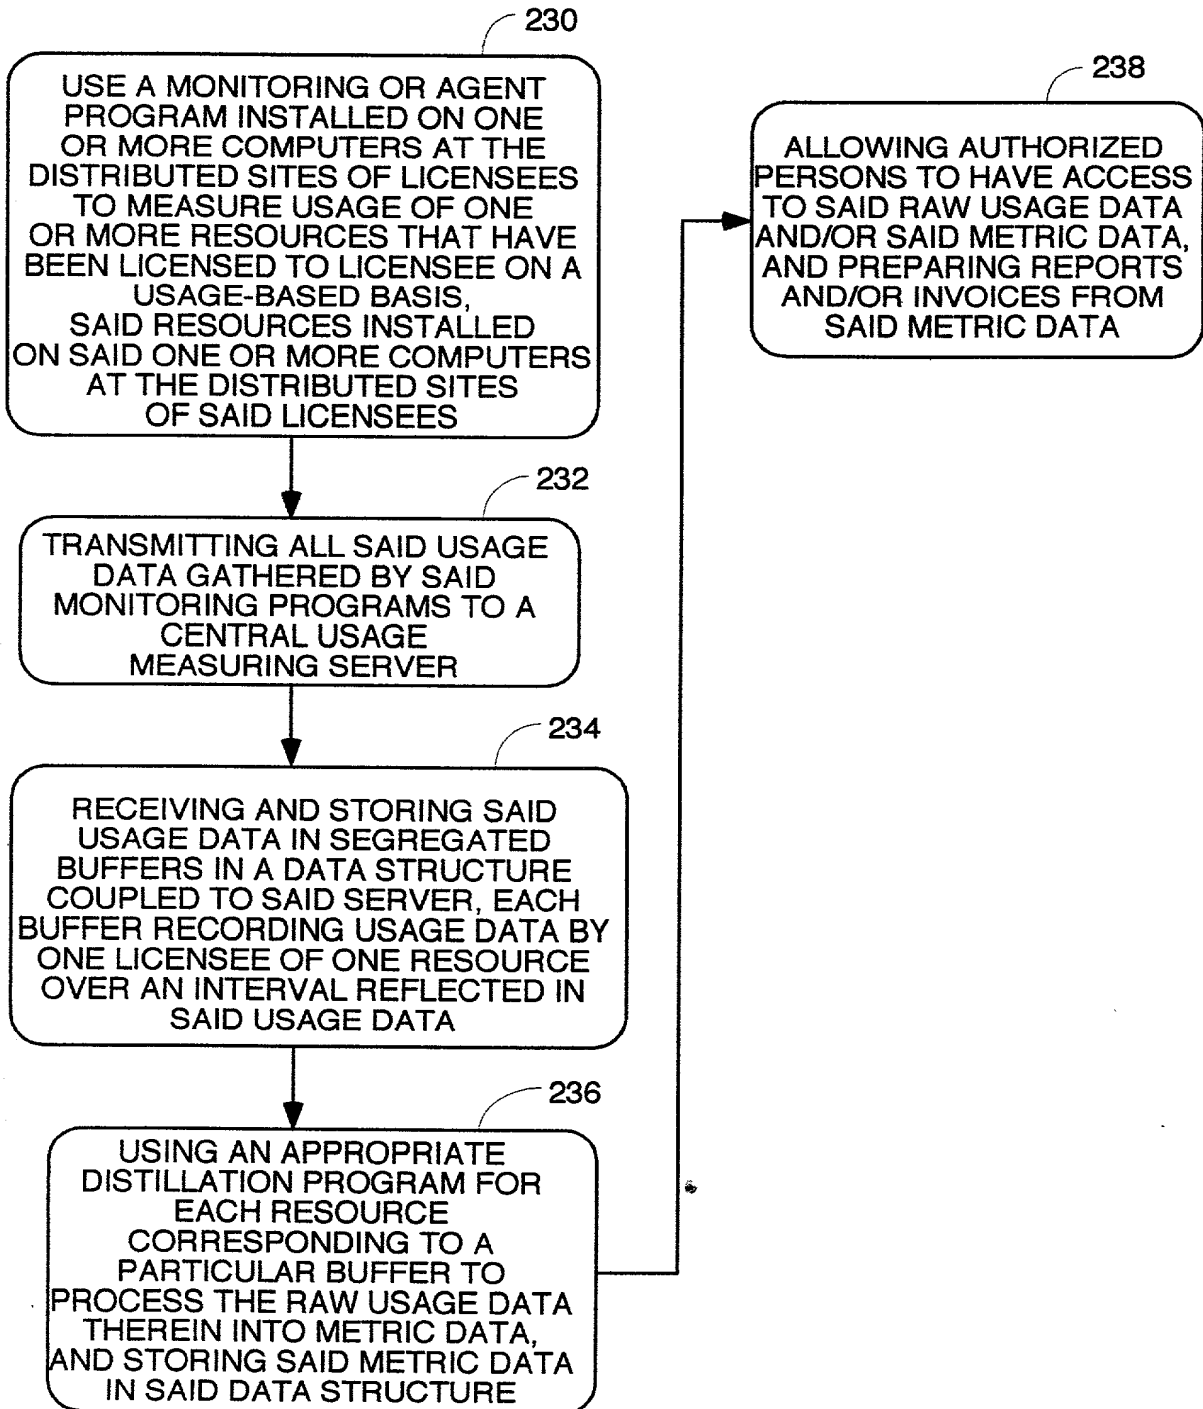 230
USE A MONITORING OR AGENT
PROGRAM INSTALLED ON ONE
OR MORE COMPUTERS AT THE
DISTRIBUTED SITES OF LICENSEES
TO MEASURE USAGE OF ONE
OR MORE RESOURCES THAT HAVE
BEEN LICENSED TO LICENSEE ON A
USAGE-BASED BASIS,
SAID RESOURCES INSTALLED
ON SAID ONE OR MORE COMPUTERS
AT THE DISTRIBUTED SITES
OF SAID LICENSEES
232
TRANSMITTING ALL SAID USAGE
DATA GATHERED BY SAID
MONITORING PROGRAMS TO A
CENTRAL USAGE
MEASURING SERVER
234
RECEIVING AND STORING SAID
USAGE DATA IN SEGREGATED
BUFFERS IN A DATA STRUCTURE
COUPLED TO SAID SERVER, EACH
BUFFER RECORDING USAGE DATA BY
ONE LICENSEE OF ONE RESOURCE
OVER AN INTERVAL REFLECTED IN
SAID USAGE DATA
236
USING AN APPROPRIATE
DISTILLATION PROGRAM FOR
EACH RESOURCE
CORRESPONDING TO A
PARTICULAR BUFFER TO
PROCESS THE RAW USAGE DATA
THEREIN INTO METRIC DATA,
AND STORING SAID METRIC DATA
IN SAID DATA STRUCTURE
238
ALLOWING AUTHORIZED
PERSONS TO HAVE ACCESS
TO SAID RAW USAGE DATA
AND/OR SAID METRIC DATA,
AND PREPARING REPORTS
AND/OR INVOICES FROM
SAID METRIC DATA